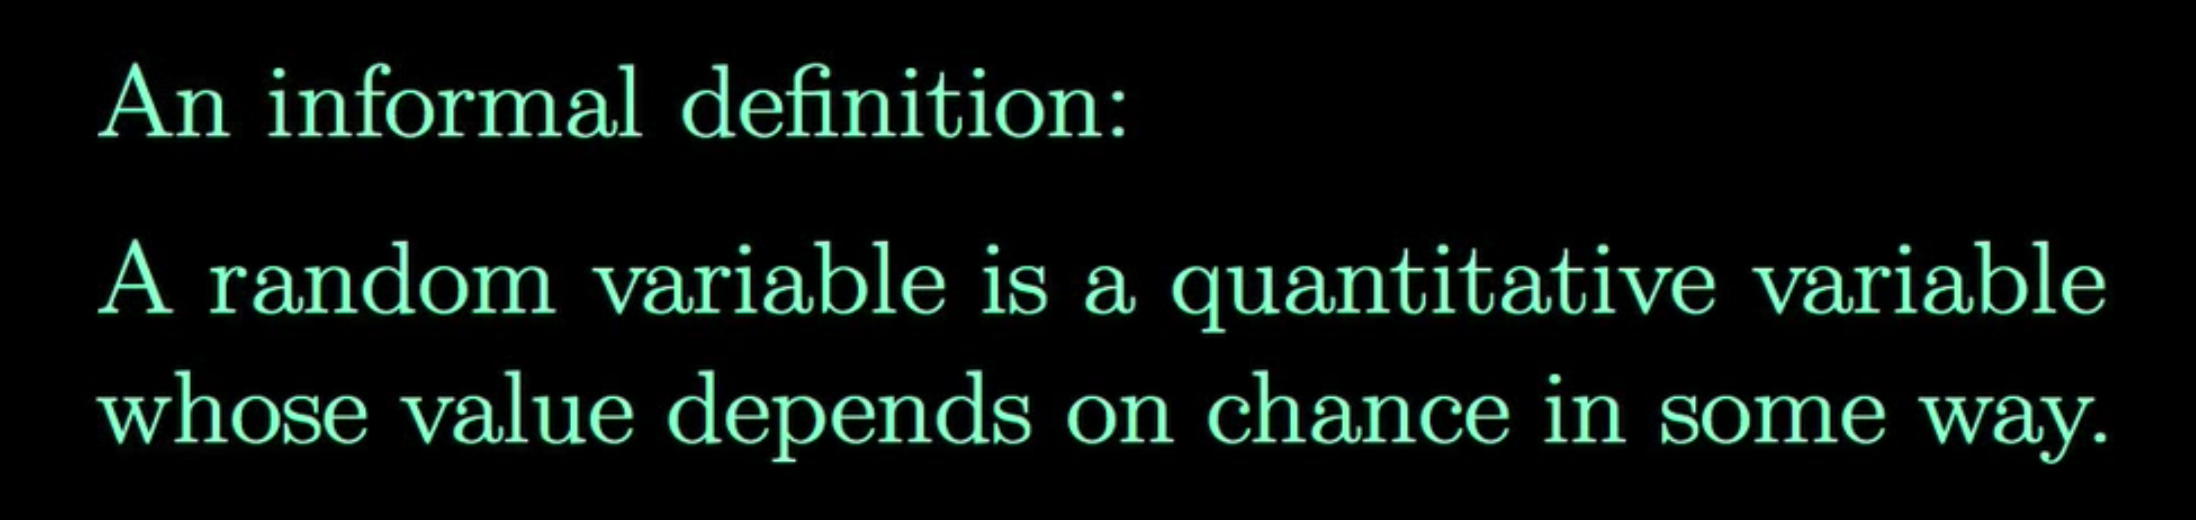 An informal definition:
A random variable is a quantitative variable
whose value depends on chance in some way.